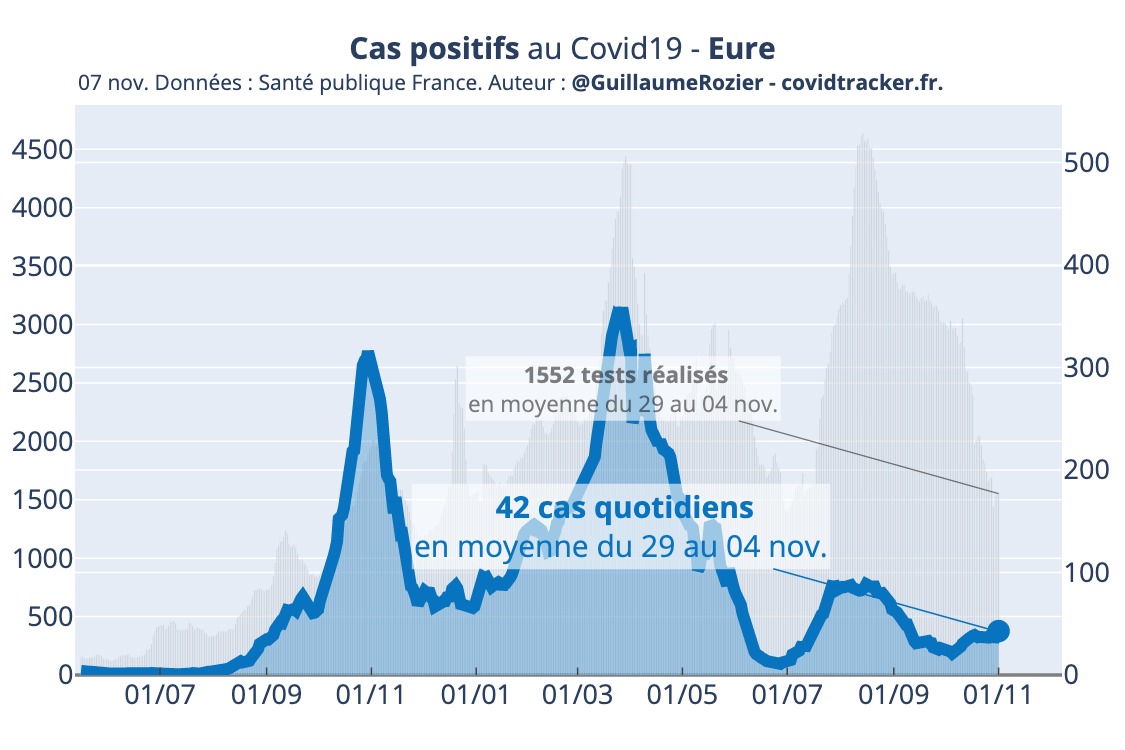 Cas positifs au Covid19 - Eure
07 nov. Données : Santé publique France. Auteur : @GuillaumeRozier - covidtracker.fr.
4500
4000
3500
3000
2500
2000
1500
1000
500
0
500
400
300
200
100
0
1552 tests réalisés
en moyenne du 29 au 04 nov.
42 cas quotidiens
en moyenne du 29 au 04 nov.
01/07 01/09 01/11 01/01 01/03 01/05 01/07 01/09 01/11